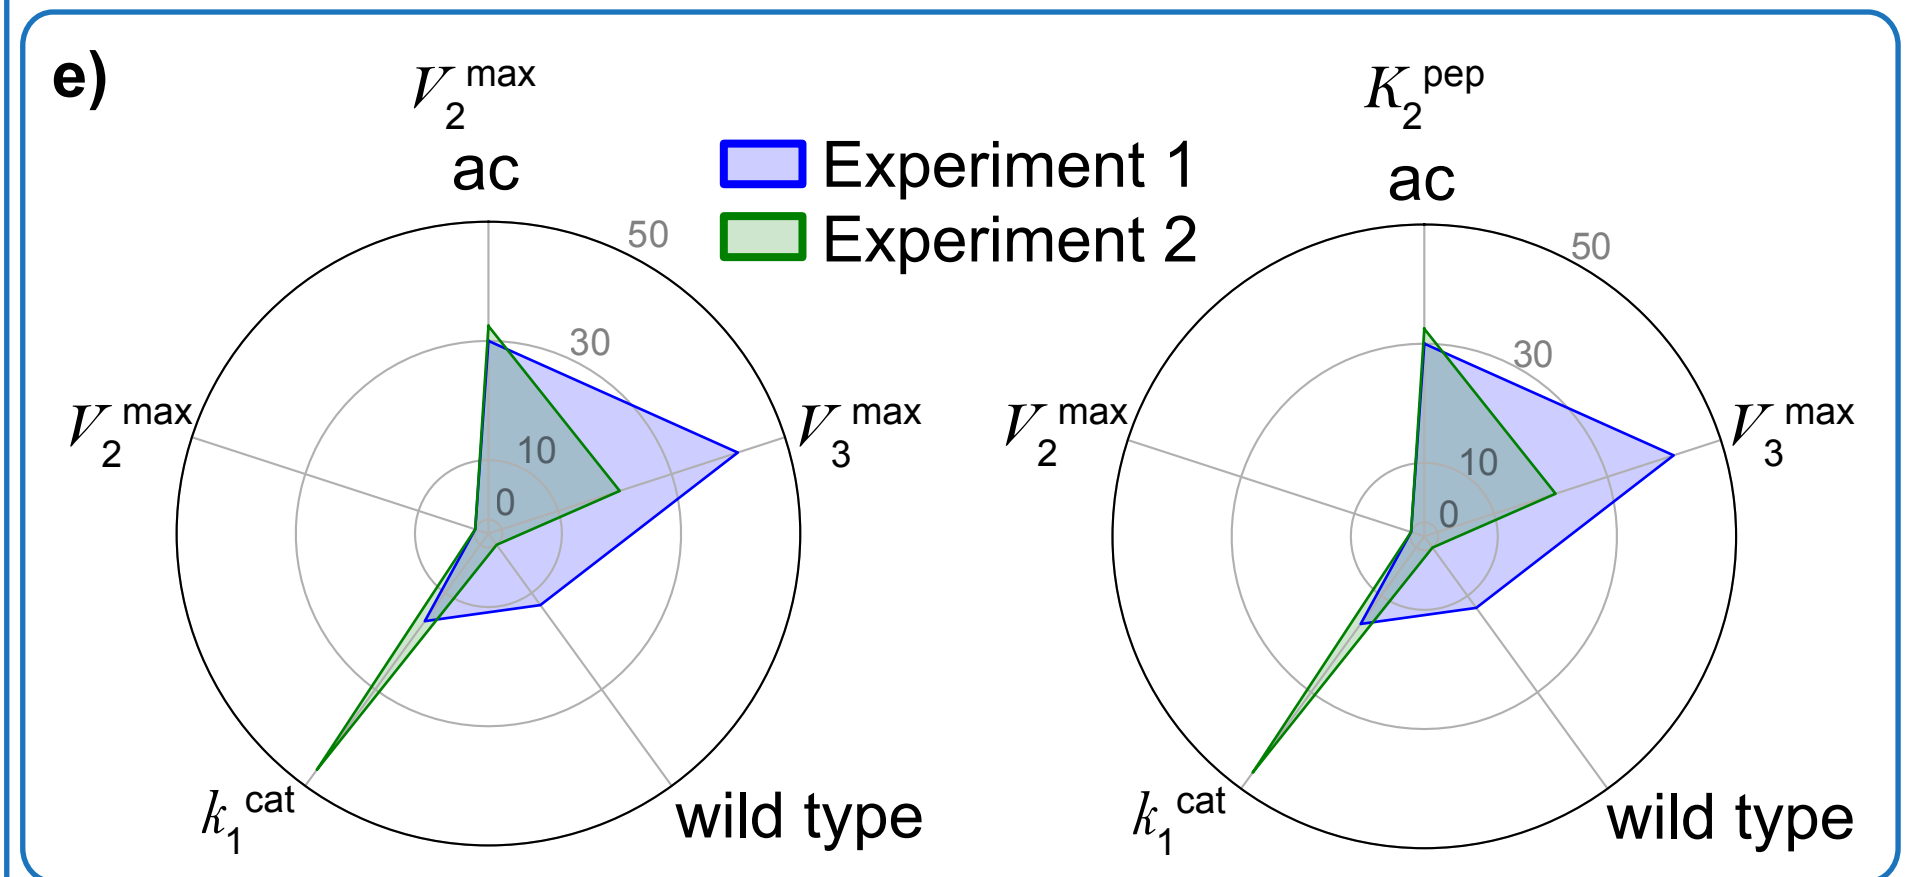 e)
V₂ᵐᵃˣ
ac
50
30
10
0
V₂ᵐᵃˣ
V₃ᵐᵃˣ
k₁ᶜᵃᵗ
wild type
Experiment 1
Experiment 2
K₂ᵖᵉᵖ
ac
50
30
10
0
V₂ᵐᵃˣ
V₃ᵐᵃˣ
k₁ᶜᵃᵗ
wild type